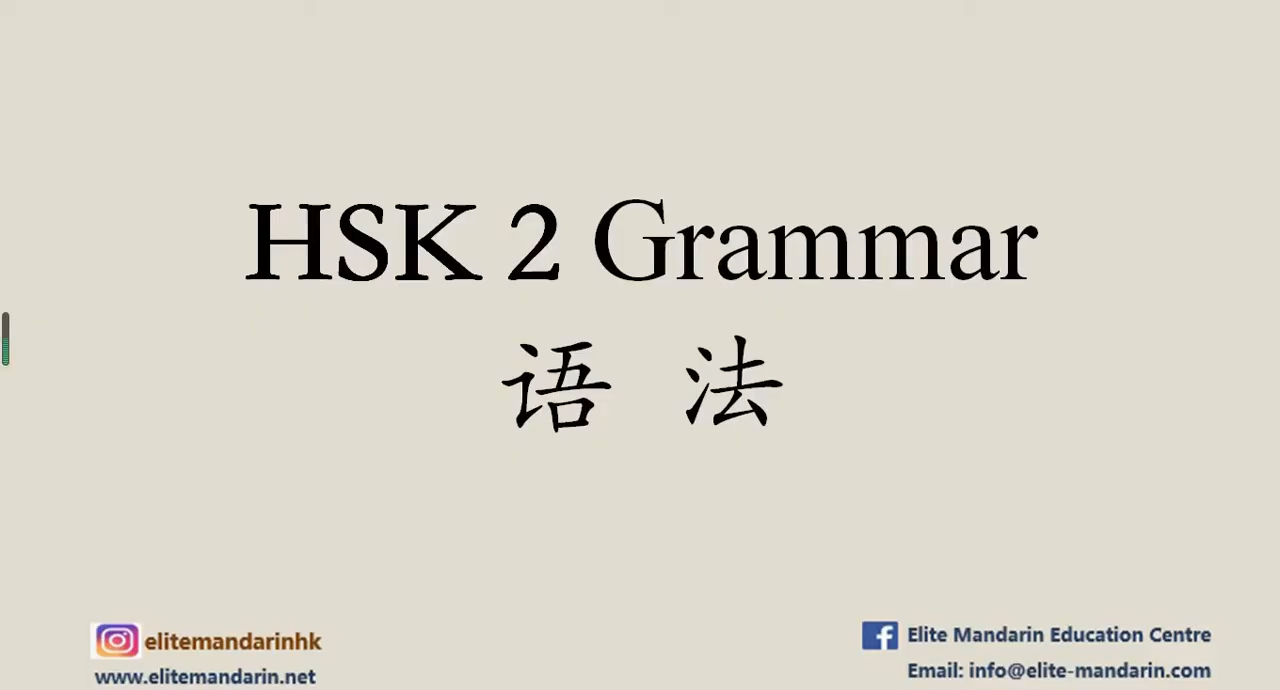 HSK 2 Grammar
语 法
elitemandarinhk
www.elitemandarin.net
Elite Mandarin Education Centre
Email: info@elite-mandarin.com